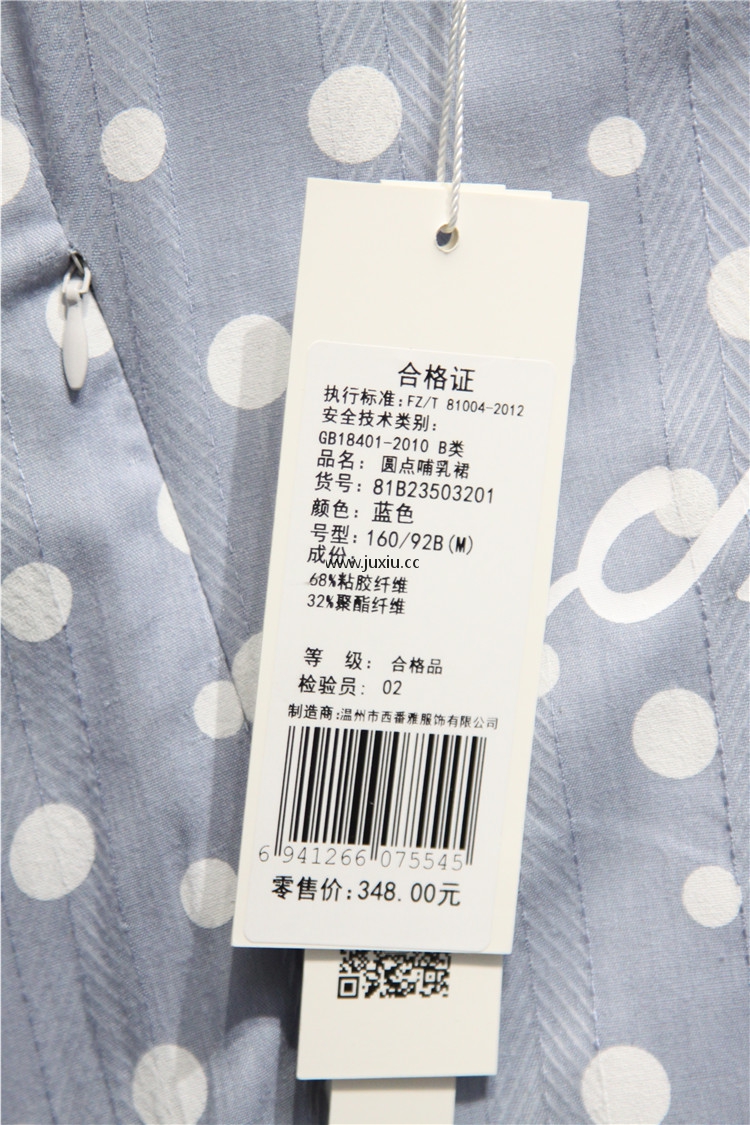 合格证
执行标准:FZ/T 81004-2012
安全技术类别:
GB18401-2010 B类
品名: 圆点哺乳裙
货号: 81B23503201
颜色: 蓝色
号型: 160/92B(M)
成份:
www.juxiu.cc
68%粘胶纤维
32%聚酯纤维
等 级: 合格品
检验员: 02
制造商:温州市西番雅服饰有限公司
6 941266 075545
零售价:348.00元